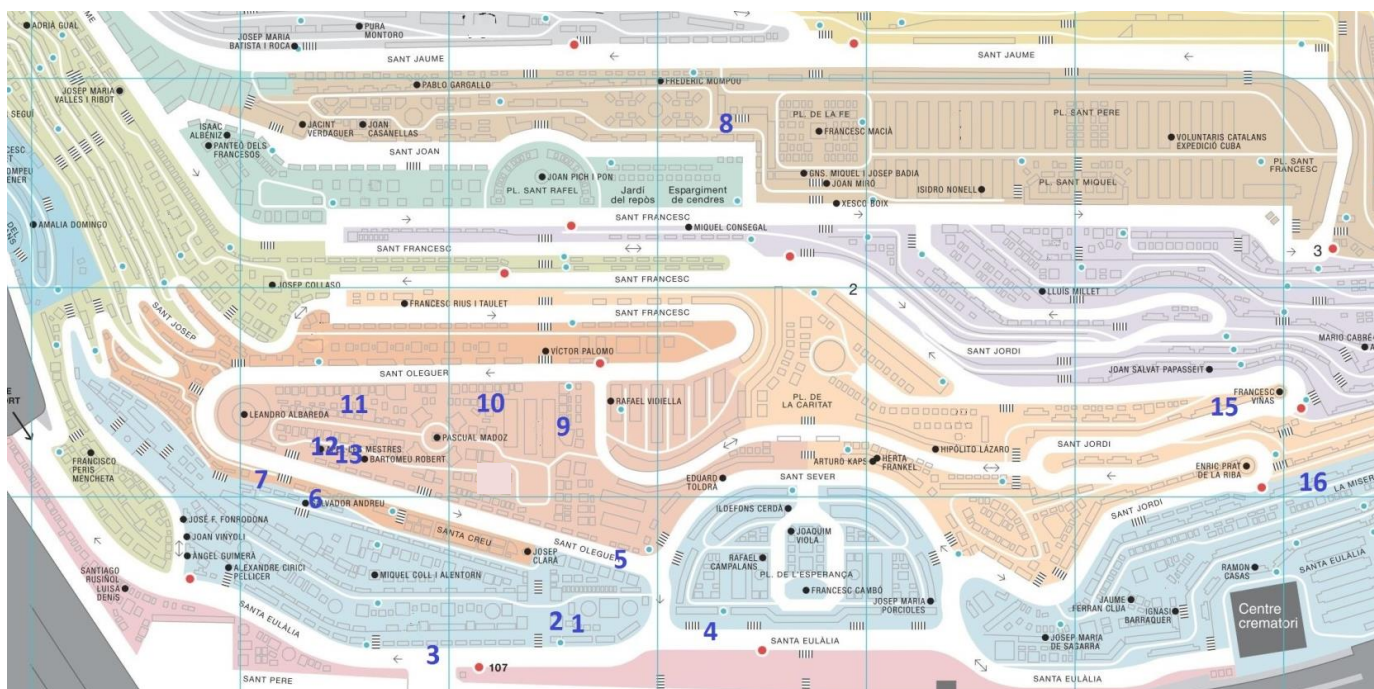 ADRIÀ GUAL
PURA
MONTORO
JOSEP MARIA
BATISTA I ROCA
SANT JAUME
SANT JAUME
JOSEP MARIA
VALLÈS I RIBOT
PABLO GARGALLO
FREDERIC MOMPOU
SEGUÍ
ISAAC
ALBÉNIZ
JACINT
VERDAGUER
JOAN
CASANELLAS
8
PL. DE LA FE
FRANCESC MACIÀ
PL. SANT PERE
VOLUNTARIS CATALANS
EXPEDICIÓ CUBA
PANTEÓ DELS
FRANCESOS
SANT JOAN
PL. SANT
FRANCESC
JOAN PICH I PON
PL. SANT RAFEL
Jardí
del repòs
Espargiment
de cendres
GNS. MIQUEL I JOSEP BADIA
JOAN MIRÓ
ISIDRO NONELL
PL. SANT MIQUEL
XESCO BOIX
AMALIA DOMINGO
SANT FRANCESC
MIQUEL CONSEGAL
SANT FRANCESC
3
JOSEP COLLASO
SANT FRANCESC
2
LLUÍS MILLET
FRANCESC RIUS I TAULET
SANT FRANCESC
SANT JOSEP
VÍCTOR PALOMO
SANT JORDI
MARIO CABRÉ
SANT OLEGUER
JOAN SALVAT PAPASSEIT
11
10
9
RAFAEL VIDIELLA
PL. DE
LA CARITAT
15
FRANCESC
VIÑAS
LEANDRO ALBAREDA
12
13
MESTRES
PASCUAL MADOZ
BARTOMEU ROBERT
SANT JORDI
FRANCISCO
PERIS
MENCHETA
HIPÓLITO LÁZARO
ARTURO KAPS
HERTA
FRANKEL
ENRIC PRAT
DE LA RIBA
7
6
SALVADOR ANDREU
EDUARD
TOLDRÀ
SANT SEVER
16
ILDEFONS CERDÀ
SANT JORDI
JOSÉ F. FONRODONA
JOAN VINYOLI
ÀNGEL GUIMERÀ
ALEXANDRE CIRICI
PELLICER
SANTA CREU
JOSEP
CLARÀ
SANT OLEGUER
5
JOAQUIM
VIOLA
RAFAEL
CAMPALANS
PL. DE L'ESPERANÇA
FRANCESC CAMBÓ
SANTIAGO
RUSIÑOL
LUISA
DENIS
MIQUEL COLL I ALENTORN
JOSEP MARIA
PORCIOLES
RAMON
CASAS
SANTA EULÀLIA
JAUME
FERRAN CLUA
IGNASI
BARRAQUER
Centre
crematori
SANTA EULÀLIA
2
1
4
3
SANTA EULÀLIA
JOSEP MARIA
DE SAGARRA
107
SANT PERE
SANTA EULÀLIA